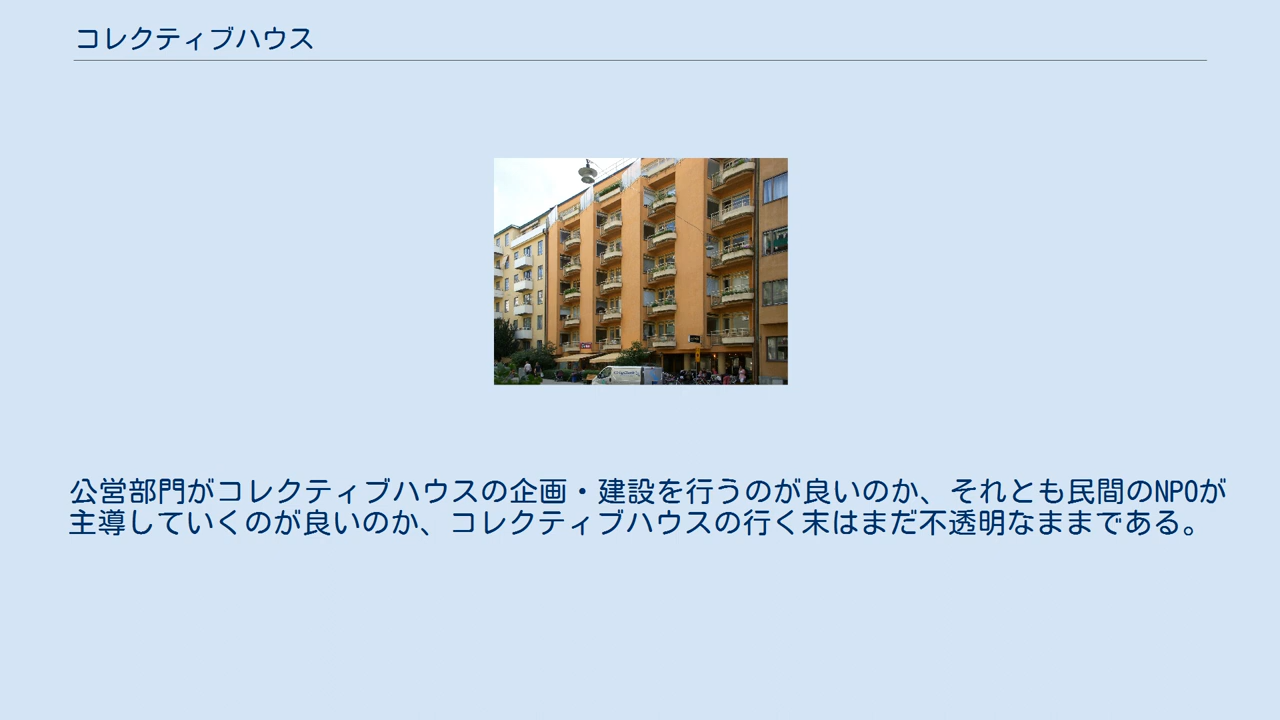 コレクティブハウス
公営部門がコレクティブハウスの企画・建設を行うのが良いのか、それとも民間のNPOが
主導していくのが良いのか、コレクティブハウスの行く末はまだ不透明なままである。